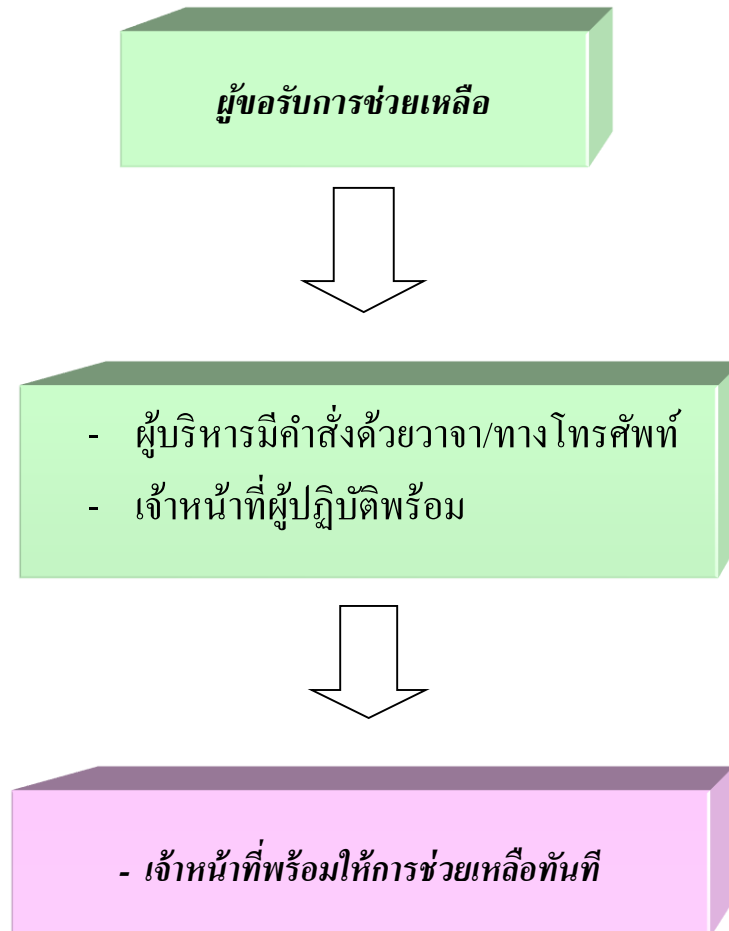 ผู้ขอรับการช่วยเหลือ
- ผู้บริหารมีคำสั่งด้วยวาจา/ทางโทรศัพท์
- เจ้าหน้าที่ผู้ปฏิบัติพร้อม
- เจ้าหน้าที่พร้อมให้การช่วยเหลือทันที